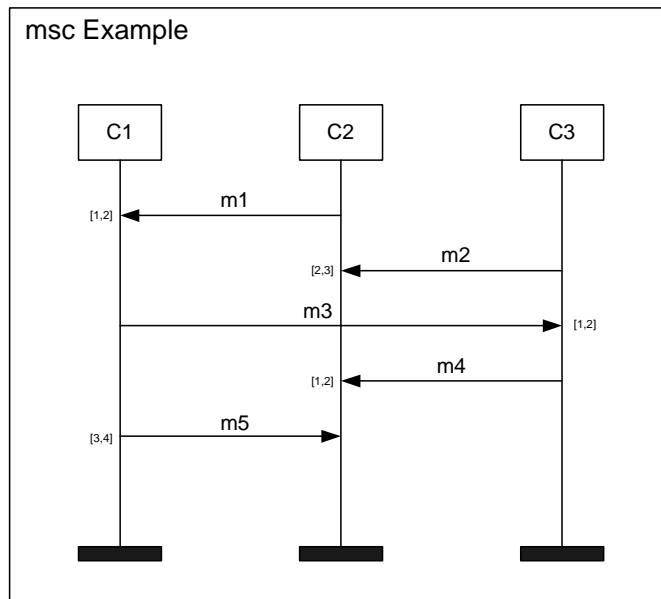 msc Example
C1
C2
C3
m1
[1,2]
m2
[2,3]
m3
[1,2]
m4
[1,2]
m5
[3,4]